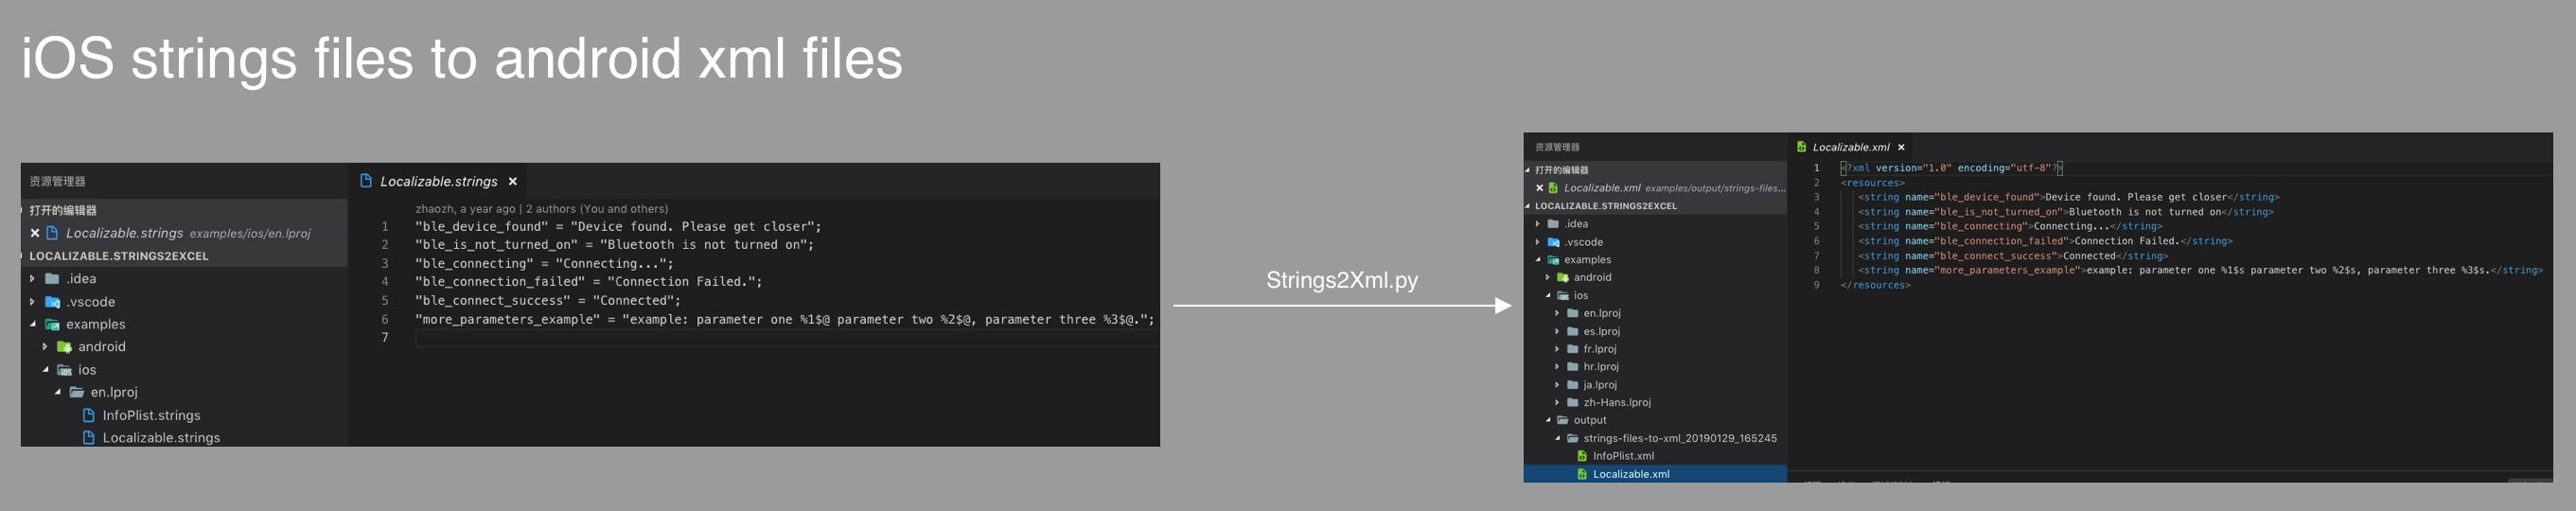 iOS strings files to android xml files
资源管理器
打开的编辑器
Localizable.strings examples/ios/en.lproj
LOCALIZABLE.STRINGS2EXCEL
.idea
.vscode
examples
android
ios
en.lproj
InfoPlist.strings
Localizable.strings
Localizable.strings
zhaozh, a year ago | 2 authors (You and others)
1 "ble_device_found" = "Device found. Please get closer";
2 "ble_is_not_turned_on" = "Bluetooth is not turned on";
3 "ble_connecting" = "Connecting...";
4 "ble_connection_failed" = "Connection Failed.";
5 "ble_connect_success" = "Connected";
6 "more_parameters_example" = "example: parameter one %1$@ parameter two %2$@, parameter three %3$@.";
7
Strings2Xml.py
资源管理器
打开的编辑器
Localizable.xml examples/output/strings-files...
LOCALIZABLE.STRINGS2EXCEL
.idea
.vscode
examples
android
ios
en.lproj
es.lproj
fr.lproj
hr.lproj
ja.lproj
zh-Hans.lproj
output
strings-files-to-xml_20190129_165245
InfoPlist.xml
Localizable.xml
Localizable.xml
1 <?xml version="1.0" encoding="utf-8"?>
2 <resources>
3 <string name="ble_device_found">Device found. Please get closer</string>
4 <string name="ble_is_not_turned_on">Bluetooth is not turned on</string>
5 <string name="ble_connecting">Connecting...</string>
6 <string name="ble_connection_failed">Connection Failed.</string>
7 <string name="ble_connect_success">Connected</string>
8 <string name="more_parameters_example">example: parameter one %1$s parameter two %2$s, parameter three %3$s.</string>
9 </resources>